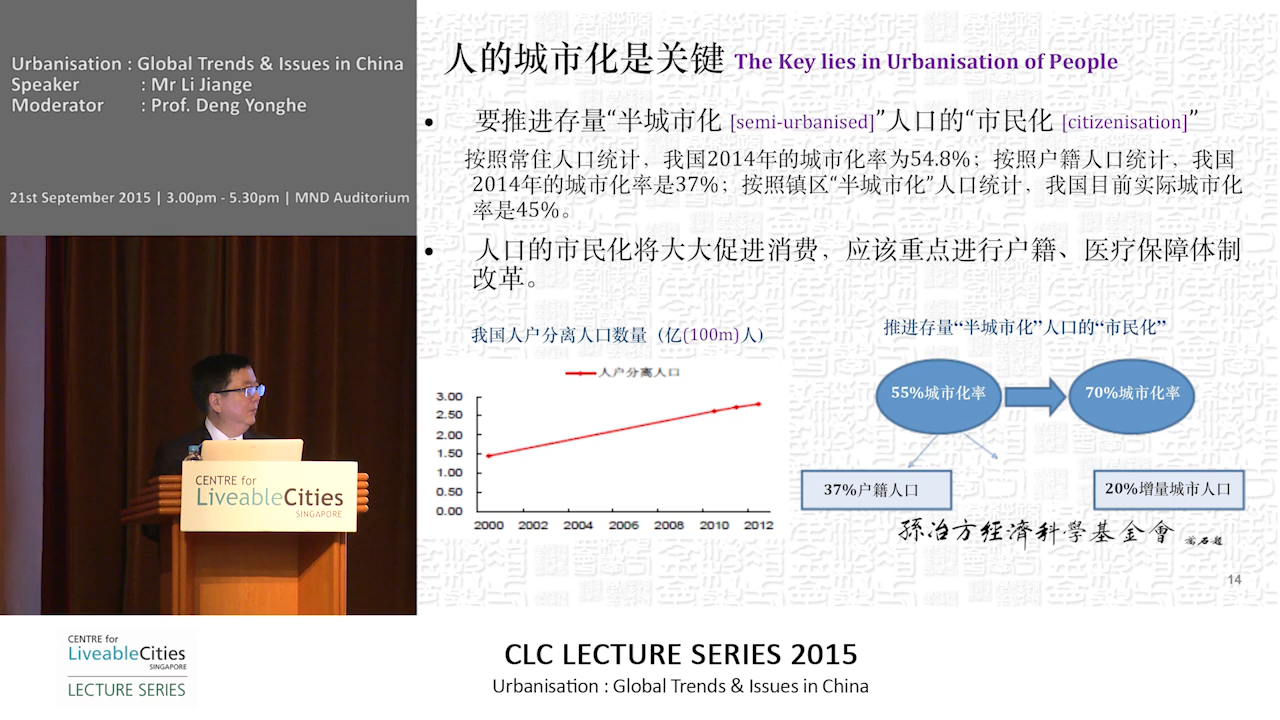 Urbanisation : Global Trends & Issues in China
Speaker : Mr Li Jiange
Moderator : Prof. Deng Yonghe
21st September 2015 | 3.00pm - 5.30pm | MND Auditorium
CENTRE for
LiveableCities
SINGAPORE
人的城市化是关键 The Key lies in Urbanisation of People
• 要推进存量“半城市化 [semi-urbanised]”人口的“市民化 [citizenisation]”
按照常住人口统计，我国2014年的城市化率为54.8%；按照户籍人口统计，我国
2014年的城市化率是37%；按照镇区“半城市化”人口统计，我国目前实际城市化
率是45%。
• 人口的市民化将大大促进消费，应该重点进行户籍、医疗保障体制
改革。
我国人户分离人口数量（亿(100m)人)
人户分离人口
3.00
2.50
2.00
1.50
1.00
0.50
0.00
2000 2002 2004 2006 2008 2010 2012
推进存量“半城市化”人口的“市民化”
55%城市化率
70%城市化率
37%户籍人口
20%增量城市人口
孫冶方經濟科學基金會
14
CENTRE for
LiveableCities
SINGAPORE
LECTURE SERIES
CLC LECTURE SERIES 2015
Urbanisation : Global Trends & Issues in China